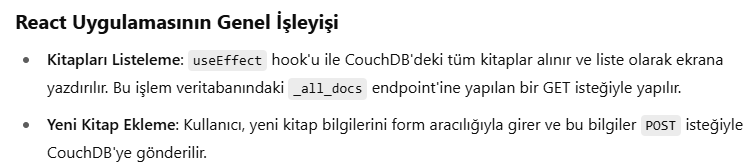 React Uygulamasının Genel İşleyişi
Kitapları Listeleme: useEffect hook'u ile CouchDB'deki tüm kitaplar alınır ve liste olarak ekrana
yazdırılır. Bu işlem veritabanındaki _all_docs endpoint'ine yapılan bir GET isteğiyle yapılır.
Yeni Kitap Ekleme: Kullanıcı, yeni kitap bilgilerini form aracılığıyla girer ve bu bilgiler POST isteğiyle
CouchDB'ye gönderilir.